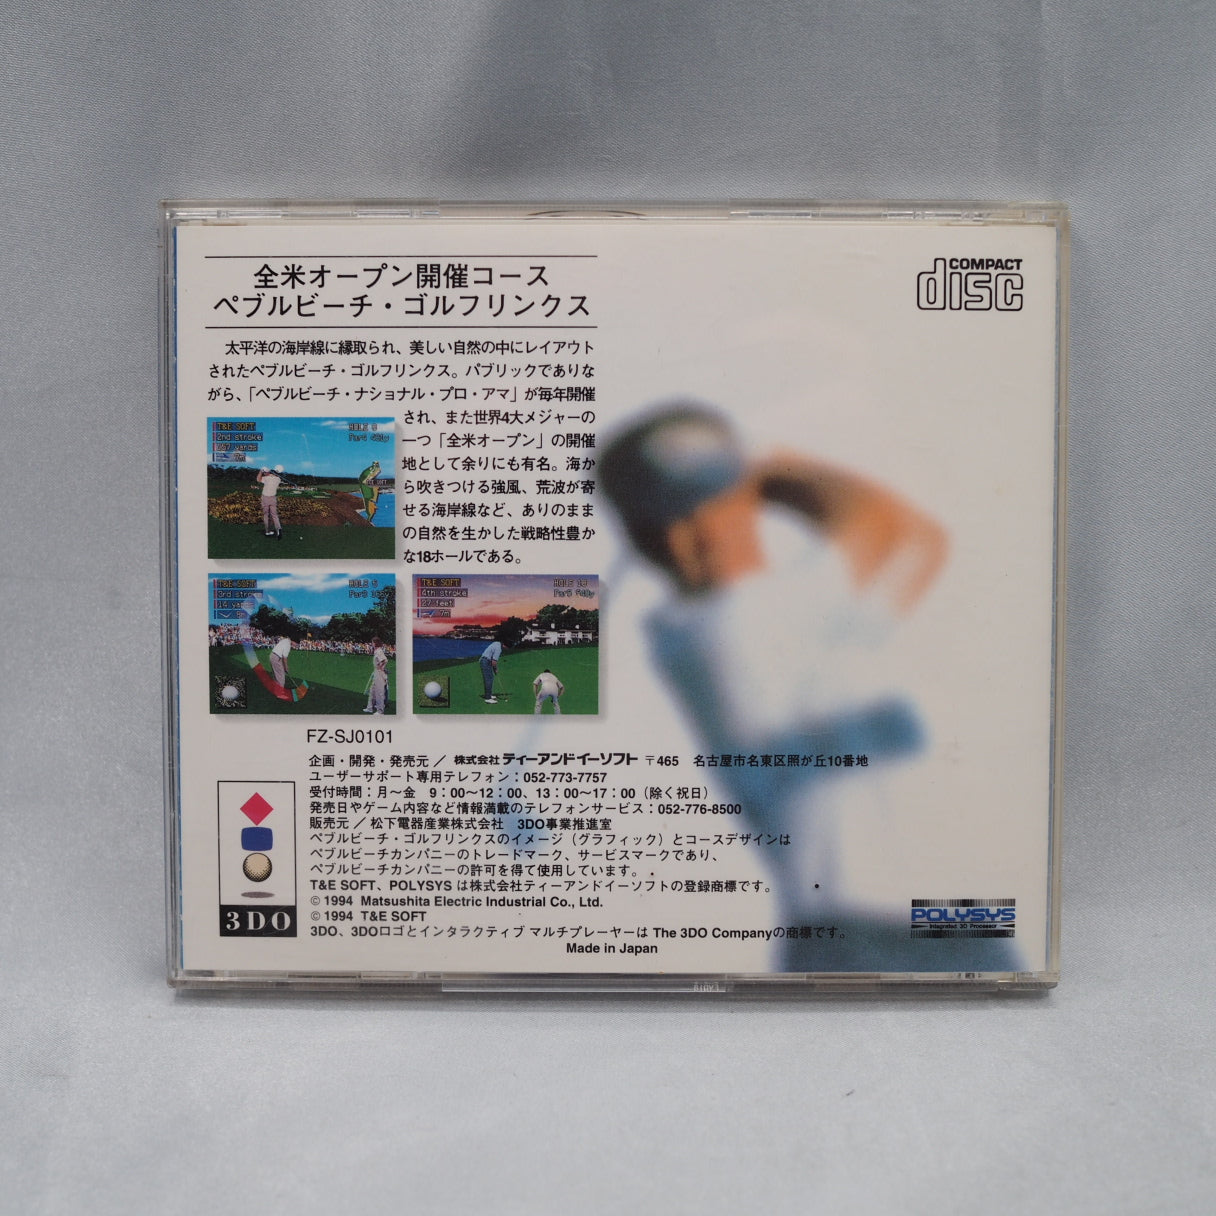 全米オープン開催コース
ペブルビーチ・ゴルフリンクス
COMPACT
disc
太平洋の海岸線に縁取られ、美しい自然の中にレイアウト
されたペブルビーチ・ゴルフリンクス。パブリックでありな
がら、「ペブルビーチ・ナショナル・プロ・アマ」が毎年開催
され、また世界4大メジャーの
一つ「全米オープン」の開催
地として余りにも有名。海か
ら吹きつける強風、荒波が寄
せる海岸線など、ありのまま
の自然を生かした戦略性豊か
な18ホールである。
T&E SOFT
2nd stroke
T&E SOFT
3rd stroke
HOLE 5
T&E SOFT
4th stroke
27 feet
7m
FZ-SJ0101
企画・開発・発売元 ／ 株式会社 ティーアンドイーソフト 〒465 名古屋市名東区照が丘10番地
ユーザーサポート専用テレフォン：052-773-7757
受付時間：月〜金 9：00〜12：00、13：00〜17：00（除く祝日）
発売日やゲーム内容など情報満載のテレフォンサービス：052-776-8500
販売元 ／ 松下電器産業株式会社 3DO事業推進室
ペブルビーチ・ゴルフリンクスのイメージ（グラフィック）とコースデザインは
ペブルビーチカンパニーのトレードマーク、サービスマークであり、
ペブルビーチカンパニーの許可を得て使用しています。
T&E SOFT、POLYSYS は株式会社ティーアンドイーソフトの登録商標です。
© 1994 Matsushita Electric Industrial Co., Ltd.
© 1994 T&E SOFT
3DO、3DOロゴとインタラクティブ マルチプレーヤーは The 3DO Companyの商標です。
Made in Japan
3DO
POLYSYS
Integrated 3D Processor